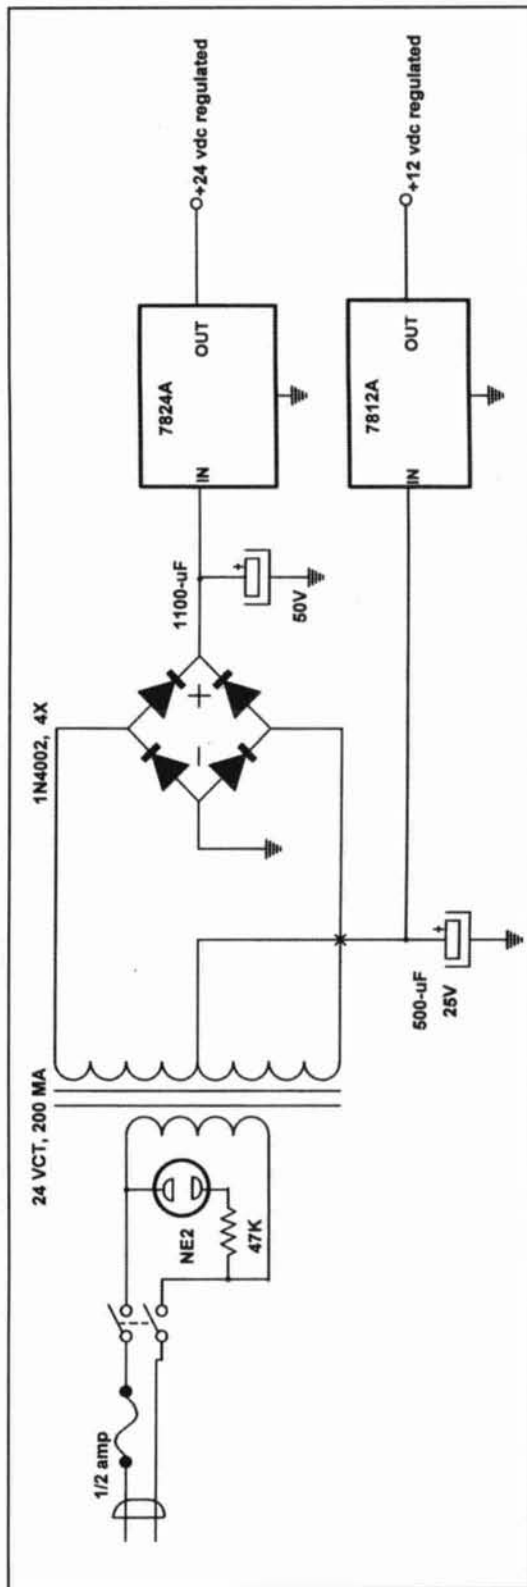 1/2 amp
NE2
47K
24 VCT, 200 MA
1N4002, 4X
+
−
1100-uF
+
50V
500-uF
+
25V
7824A
IN
OUT
+24 vdc regulated
7812A
IN
OUT
+12 vdc regulated